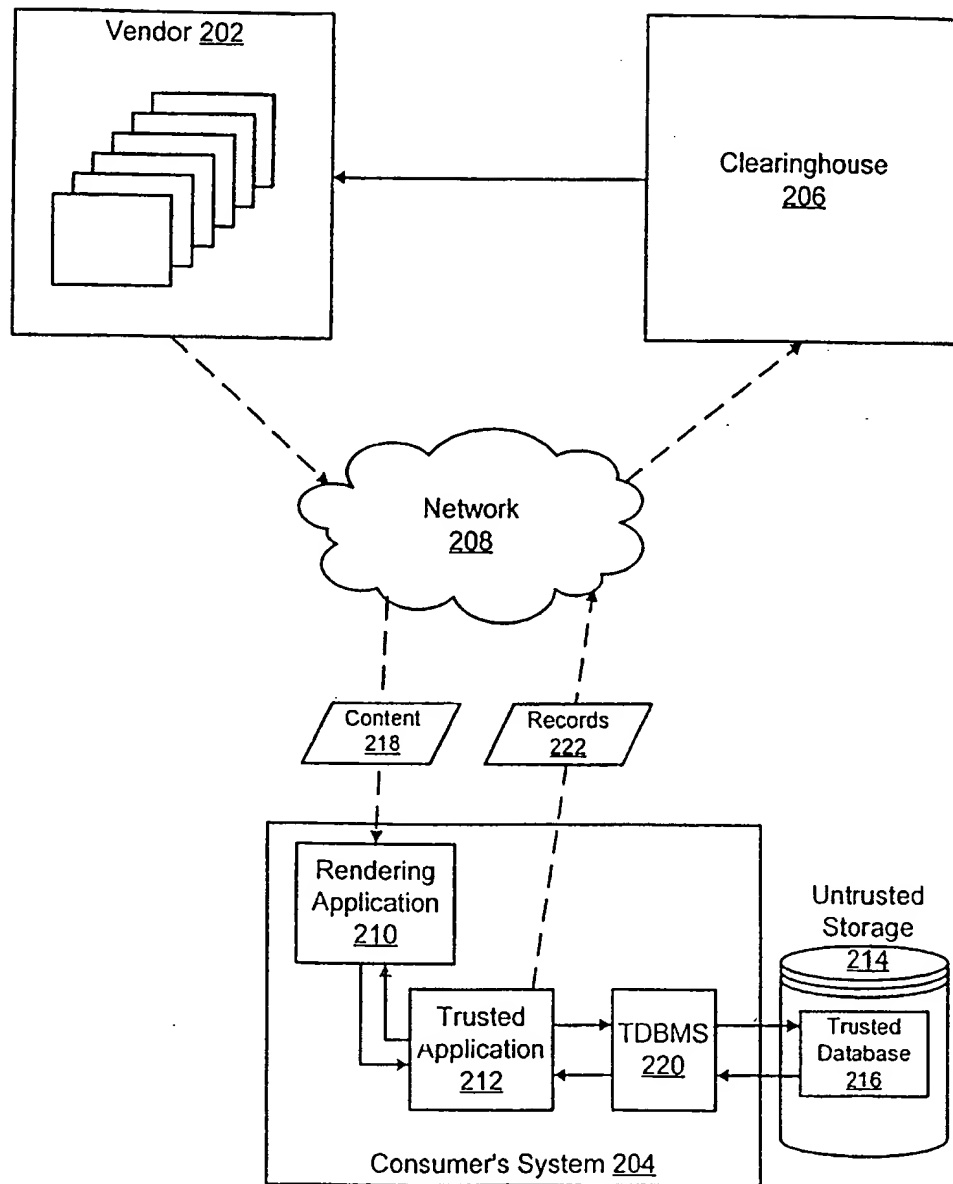 Vendor 202
Clearinghouse
206
Network
208
Content
218
Records
222
Rendering
Application
210
Trusted
Application
212
TDBMS
220
Untrusted
Storage
214
Trusted
Database
216
Consumer's System 204